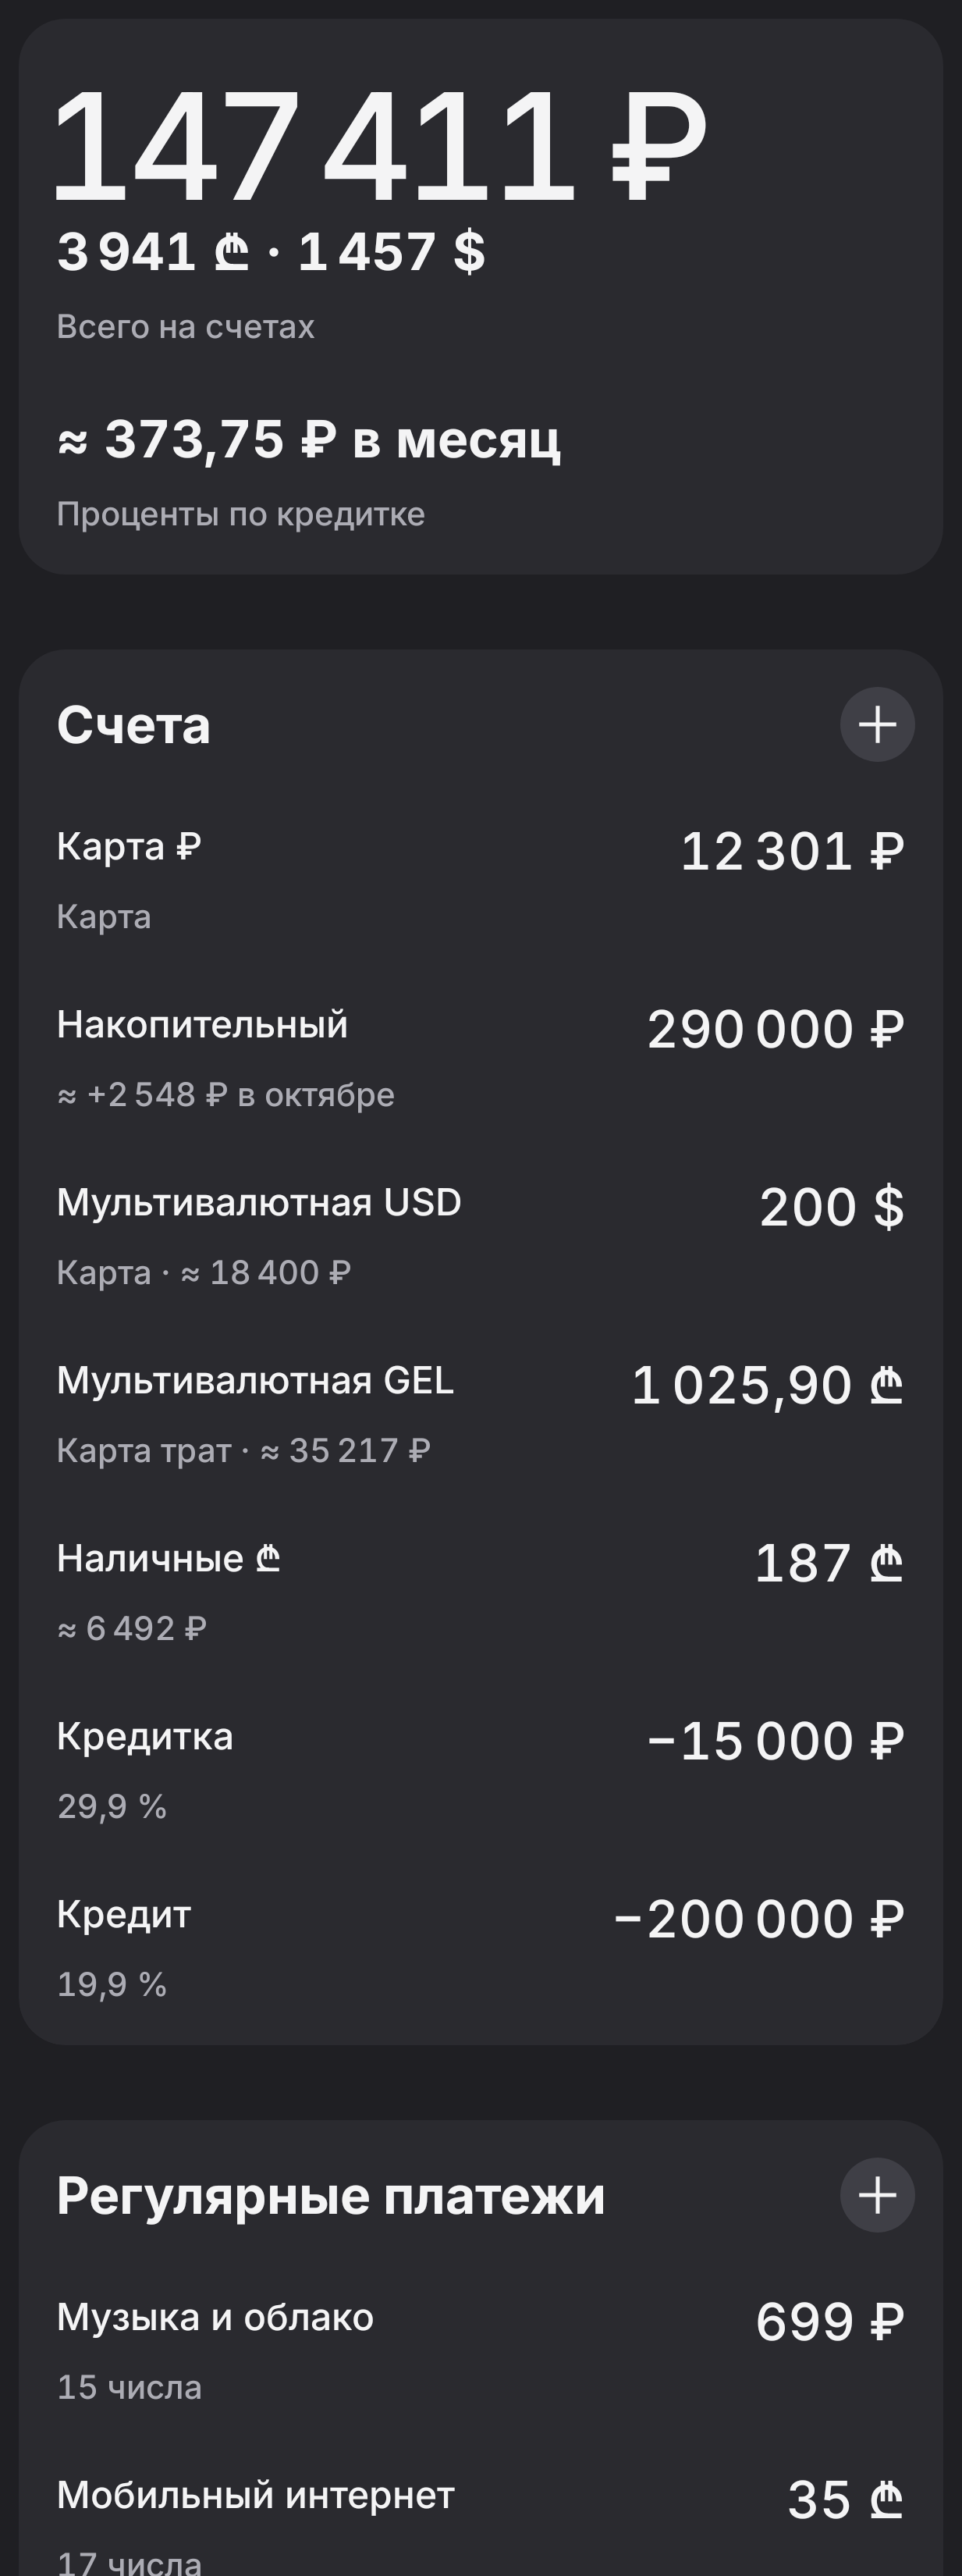 147 411 ₽
3 941 ₾ · 1 457 $
Всего на счетах
≈ 373,75 ₽ в месяц
Проценты по кредитке
Счета
Карта ₽
12 301 ₽
Карта
Накопительный
290 000 ₽
≈ +2 548 ₽ в октябре
Мультивалютная USD
200 $
Карта · ≈ 18 400 ₽
Мультивалютная GEL
1 025,90 ₾
Карта трат · ≈ 35 217 ₽
Наличные ₾
187 ₾
≈ 6 492 ₽
Кредитка
−15 000 ₽
29,9 %
Кредит
−200 000 ₽
19,9 %
Регулярные платежи
Музыка и облако
699 ₽
15 числа
Мобильный интернет
35 ₾
17 числа